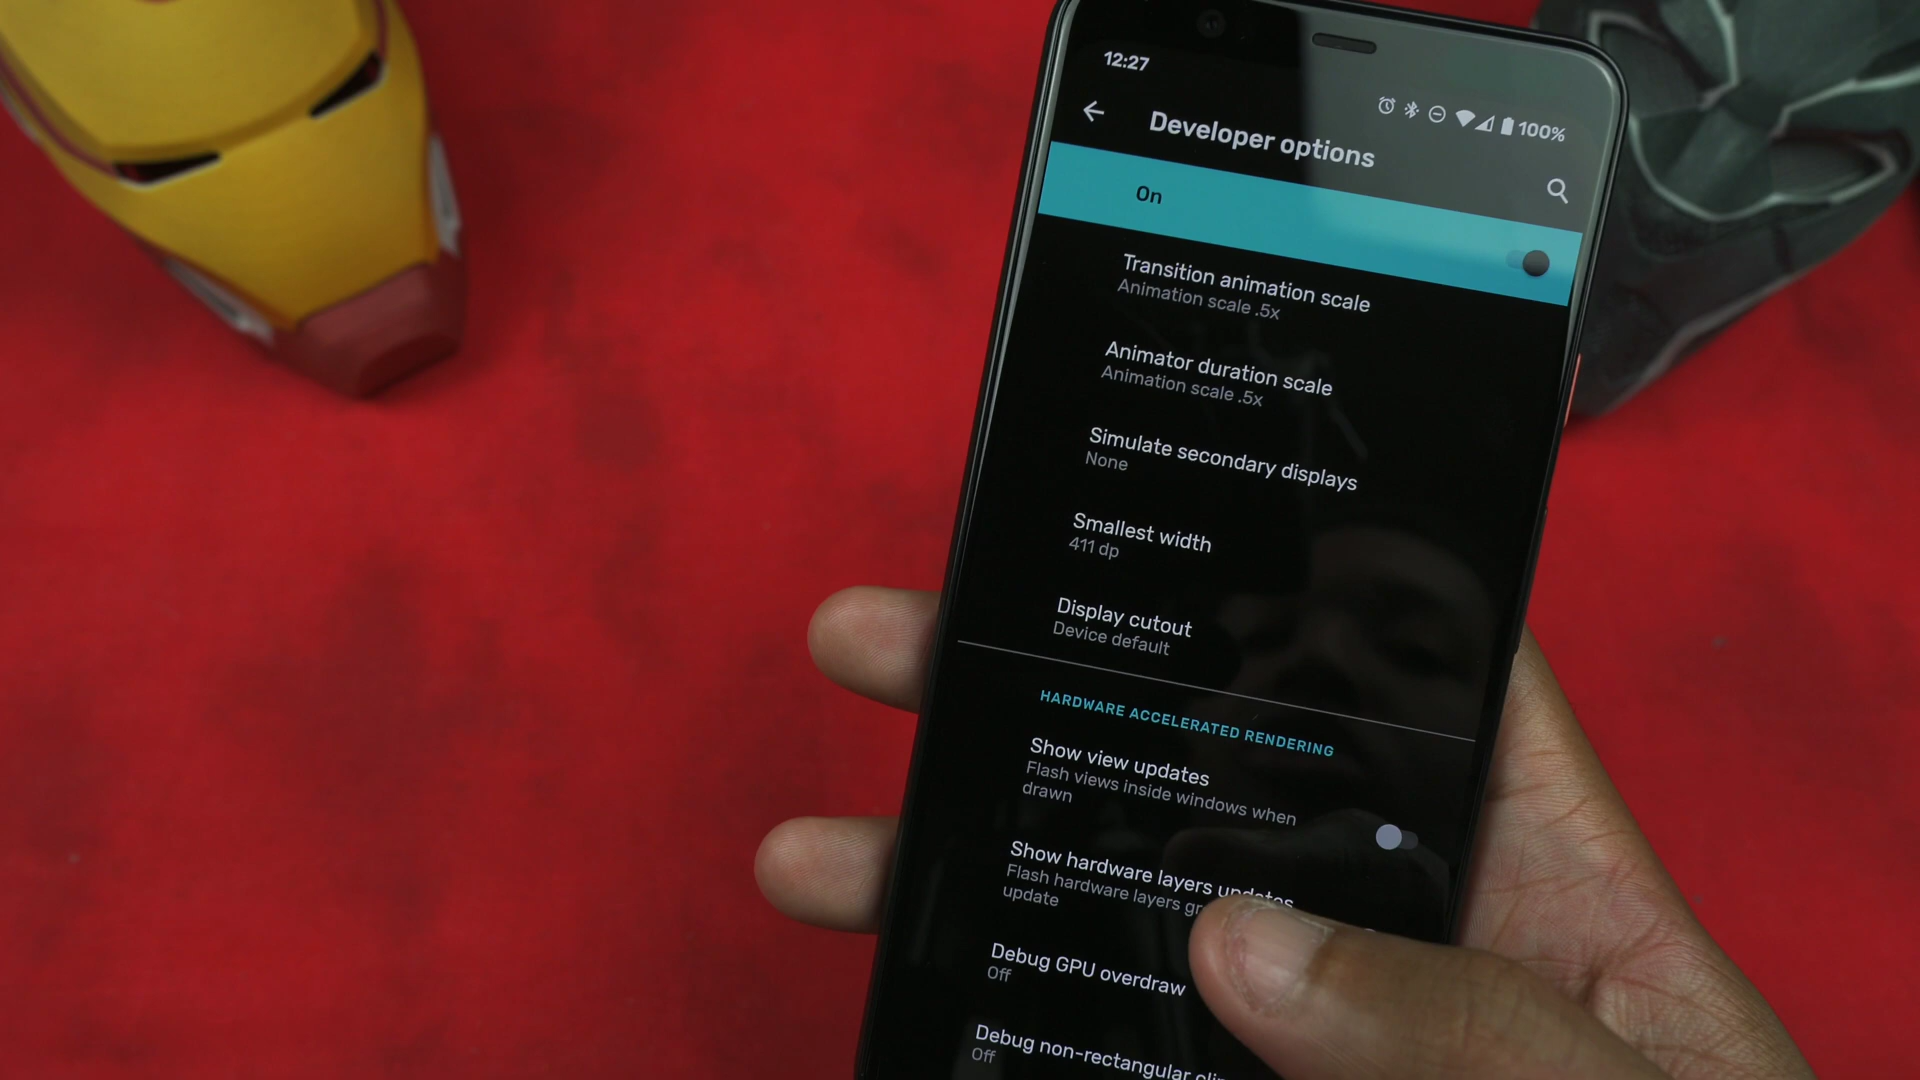 12:27
100%
Developer options
On
Transition animation scale
Animation scale .5x
Animator duration scale
Animation scale .5x
Simulate secondary displays
None
Smallest width
411 dp
Display cutout
Device default
HARDWARE ACCELERATED RENDERING
Show view updates
Flash views inside windows when
drawn
Show hardware layers updates
Flash hardware layers
update
Debug GPU overdraw
Off
Debug non-rectangular
Off